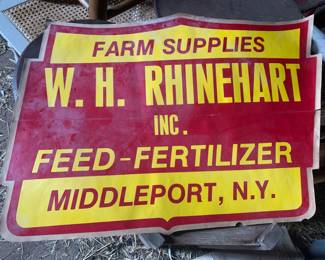 FARM SUPPLIES
W. H. RHINEHART
INC.
FEED-FERTILIZER
MIDDLEPORT, N.Y.